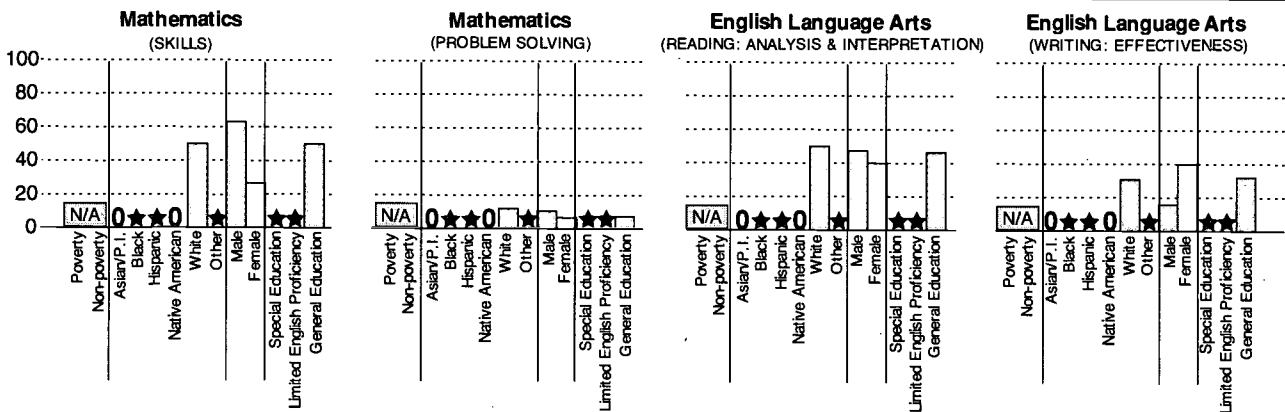 Mathematics
(SKILLS)
100
80
60
40
20
0
N/A
0
0
Poverty
Non-poverty
Asian/P.I.
Black
Hispanic
Native American
White
Other
Male
Female
Special Education
Limited English Proficiency
General Education
Mathematics
(PROBLEM SOLVING)
N/A
0
0
Poverty
Non-poverty
Asian/P.I.
Black
Hispanic
Native American
White
Other
Male
Female
Special Education
Limited English Proficiency
General Education
English Language Arts
(READING: ANALYSIS & INTERPRETATION)
N/A
0
0
Poverty
Non-poverty
Asian/P.I.
Black
Hispanic
Native American
White
Other
Male
Female
Special Education
Limited English Proficiency
General Education
English Language Arts
(WRITING: EFFECTIVENESS)
N/A
0
0
Poverty
Non-poverty
Asian/P.I.
Black
Hispanic
Native American
White
Other
Male
Female
Special Education
Limited English Proficiency
General Education